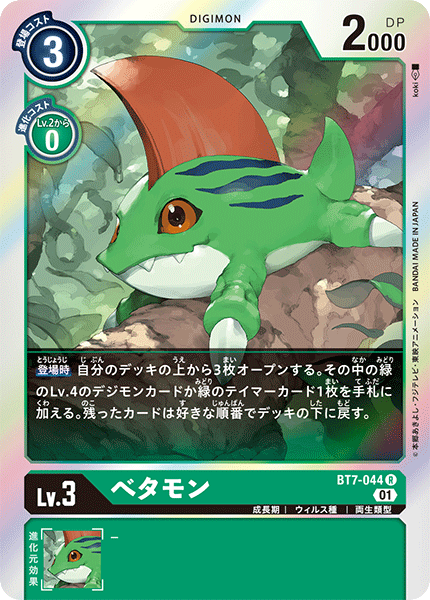 DIGIMON
登場コスト
3
2000
DP
進化コスト
Lv.2から
0
koki
©本郷あきよし・フジテレビ・東映アニメーション BANDAI MADE IN JAPAN
登場時 自分のデッキの上から3枚オープンする。その中の緑
のLv.4のデジモンカードか緑のテイマーカード1枚を手札に
加える。残ったカードは好きな順番でデッキの下に戻す。
BT7-044 R
01
Lv.3
ベタモン
成長期 | ウィルス種 | 両生類型
進化元効果
–